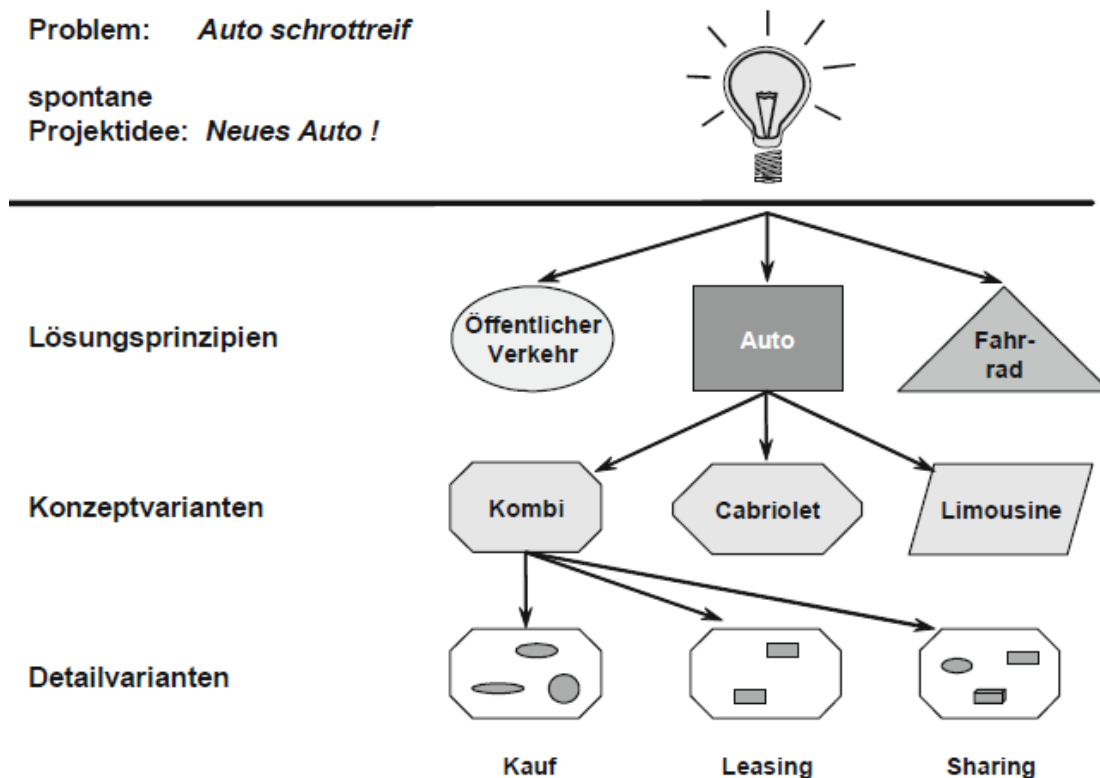 Problem: Auto schrottreif
spontane
Projektidee: Neues Auto !
Lösungsprinzipien
Öffentlicher
Verkehr
Auto
Fahr-
rad
Konzeptvarianten
Kombi
Cabriolet
Limousine
Detailvarianten
Kauf
Leasing
Sharing